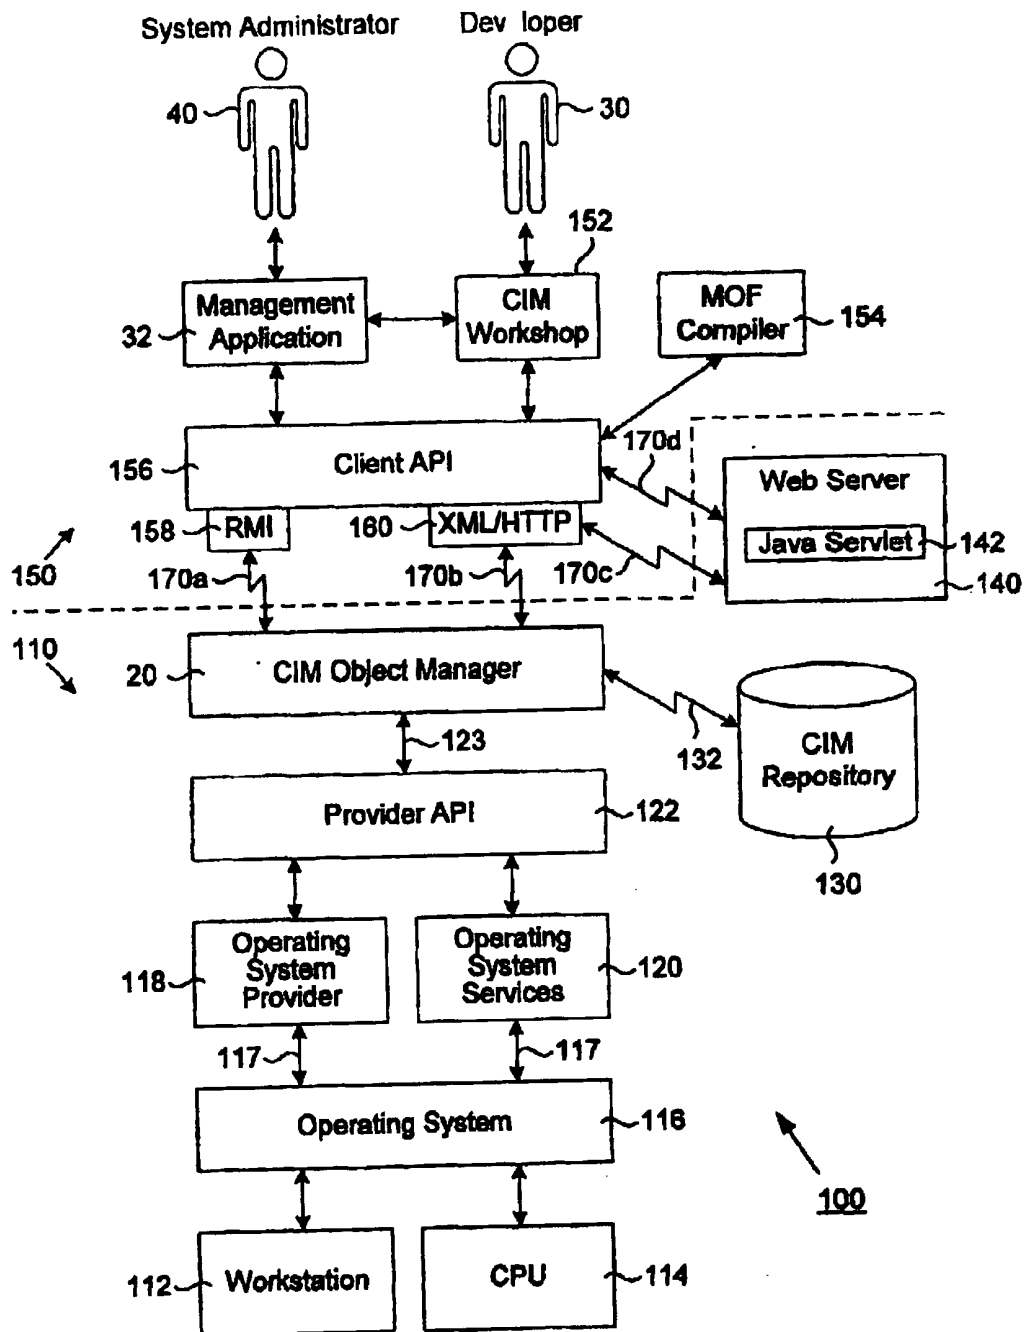 System Administrator
Dev loper
40
30
152
Management
Application
32
CIM
Workshop
MOF
Compiler
154
156
Client API
170d
Web Server
158
RMI
160
XML/HTTP
Java Servlet
142
150
170a
170b
170c
140
110
20
CIM Object Manager
123
132
CIM
Repository
Provider API
122
130
118
Operating
System
Provider
Operating
System
Services
120
117
117
Operating System
116
100
112
Workstation
CPU
114